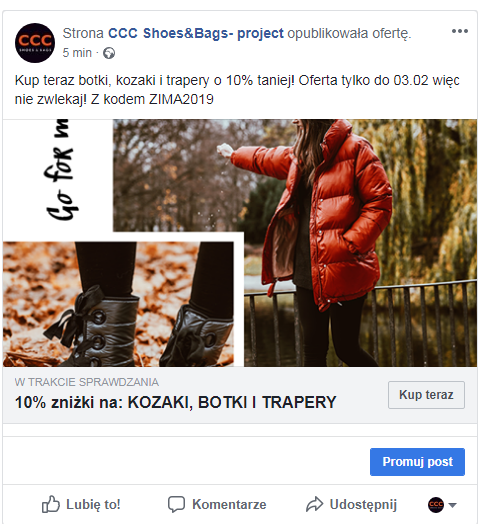 CCC
SHOES & BAGS
Strona CCC Shoes&Bags- project opublikowała ofertę.
5 min ·
Kup teraz botki, kozaki i trapery o 10% taniej! Oferta tylko do 03.02 więc
nie zwlekaj! Z kodem ZIMA2019
Go for m
W TRAKCIE SPRAWDZANIA
10% zniżki na: KOZAKI, BOTKI I TRAPERY
Kup teraz
Promuj post
Lubię to!
Komentarze
Udostępnij
CCC